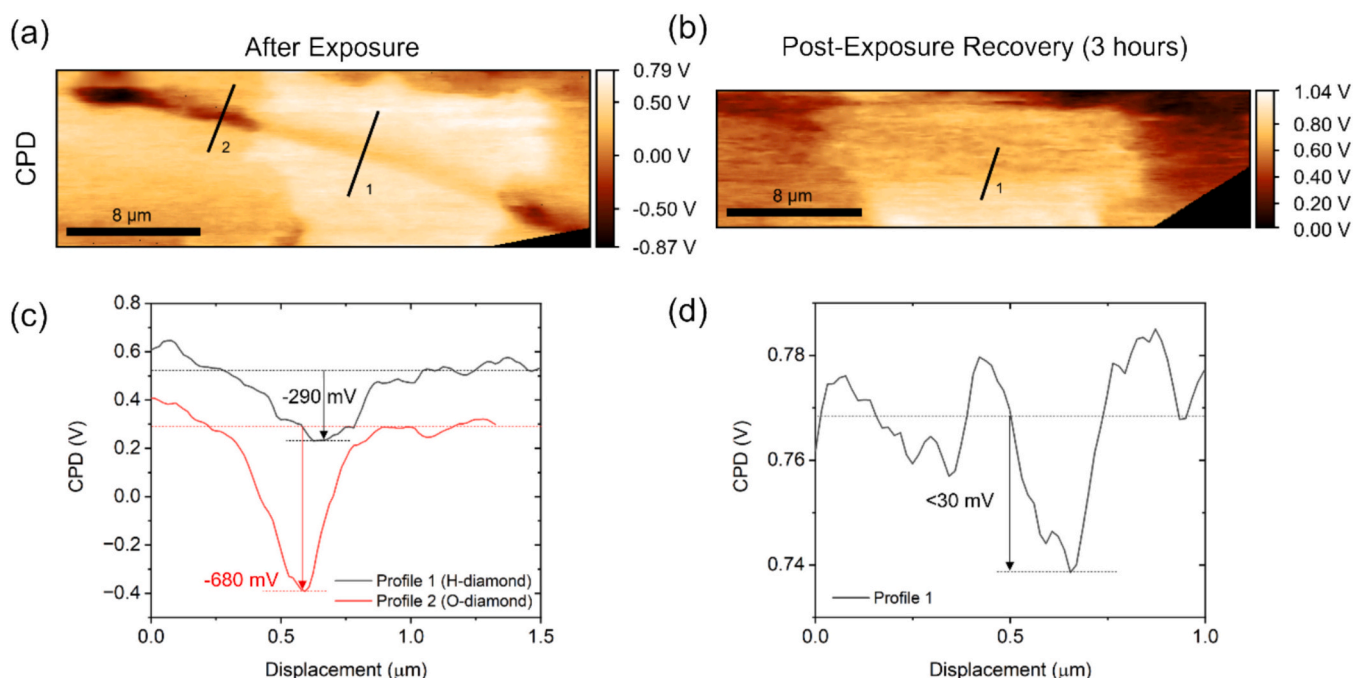 (a)
After Exposure
CPD
0.79 V
0.50 V
0.00 V
-0.50 V
-0.87 V
2
1
8 μm
(b)
Post-Exposure Recovery (3 hours)
1.04 V
0.80 V
0.60 V
0.40 V
0.20 V
0.00 V
1
8 μm
(c)
CPD (V)
0.8
0.6
0.4
0.2
0.0
−0.2
−0.4
-290 mV
-680 mV
Profile 1 (H-diamond)
Profile 2 (O-diamond)
0.0 0.5 1.0 1.5
Displacement (μm)
(d)
CPD (V)
0.78
0.76
0.74
<30 mV
Profile 1
0.0 0.5 1.0
Displacement (μm)